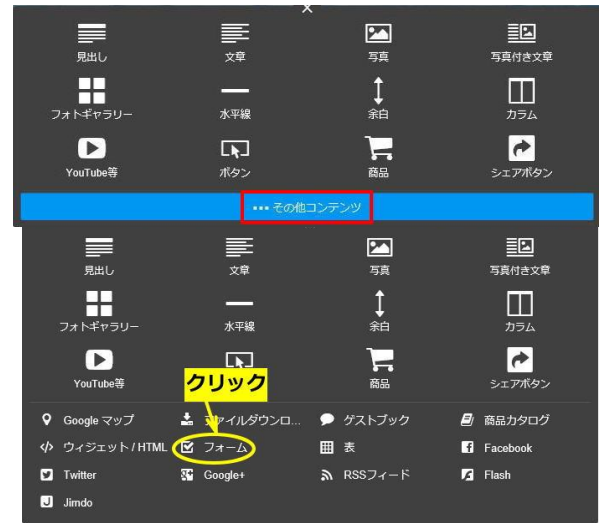 ×
見出し 文章 写真 写真付き文章
フォトギャラリー 水平線 余白 カラム
YouTube等 ボタン 商品 シェアボタン
••• その他コンテンツ
見出し 文章 写真 写真付き文章
フォトギャラリー 水平線 余白 カラム
YouTube等 クリック 商品 シェアボタン
Google マップ ファイルダウンロ... ゲストブック 商品カタログ
ウィジェット / HTML フォーム 表 Facebook
Twitter Google+ RSSフィード Flash
Jimdo